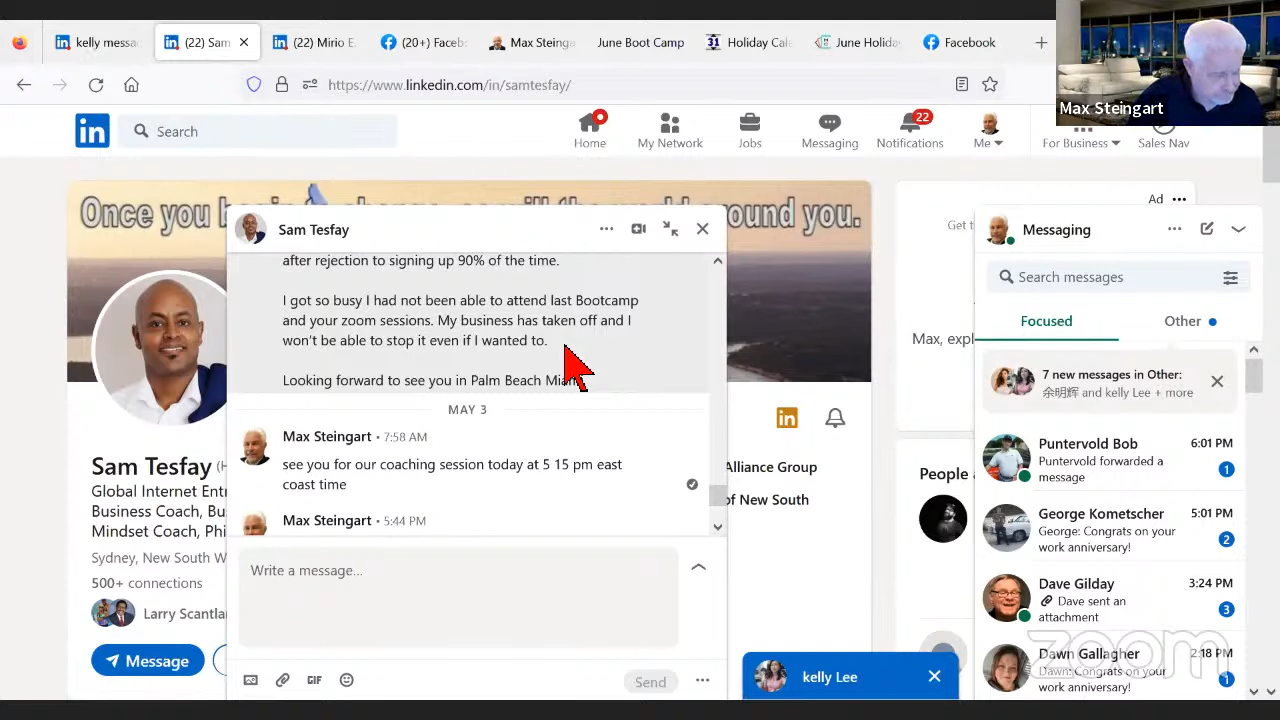 kelly messa
(22) Sam
(22) Mirio E.
(20+) Faceb
Max Steinga
June Boot Camp
31
Holiday Cal
June Holida
Facebook
Max Steingart
https://www.linkedin.com/in/samtesfay/
in
Search
Home
My Network
Jobs
Messaging
22
Notifications
Me
For Business
Sales Nav
Once you
you.
Ad
Get t
Max, expl
Sam Tesfay
after rejection to signing up 90% of the time.
I got so busy I had not been able to attend last Bootcamp
and your zoom sessions. My business has taken off and I
won't be able to stop it even if I wanted to.
Looking forward to see you in Palm Beach Miami
MAY 3
Max Steingart • 7:58 AM
see you for our coaching session today at 5 15 pm east
coast time
Max Steingart • 5:44 PM
Write a message...
GIF
Send
Sam Tesfay
Global Internet Entr
Business Coach, Bu
Mindset Coach, Phi
Sydney, New South W
500+ connections
Larry Scantla
Message
in
Alliance Group
of New South
People a
kelly Lee
Messaging
Search messages
Focused
Other
7 new messages in Other:
余明辉 and kelly Lee + more
Puntervold Bob
6:01 PM
Puntervold forwarded a
message
1
George Kometscher
5:01 PM
George: Congrats on your
work anniversary!
2
Dave Gilday
3:24 PM
Dave sent an
attachment
3
Dawn Gallagher
2:18 PM
Dawn: Congrats on your
work anniversary!
1
zoom